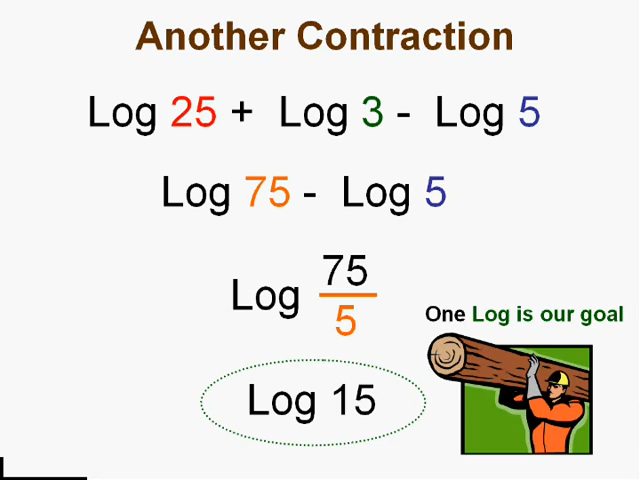 Another Contraction
Log 25 + Log 3 - Log 5
Log 75 - Log 5
Log 75
5
One Log is our goal
Log 15